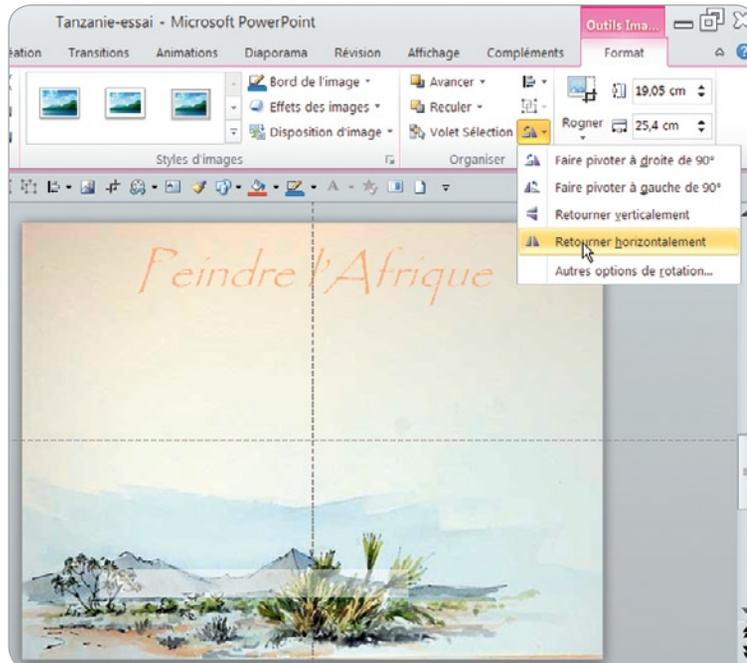 Tanzanie-essai - Microsoft PowerPoint
Outils Ima...
éation Transitions Animations Diaporama Révision Affichage Compléments Format
Bord de l'image
Effets des images
Disposition d'image
Styles d'images
Avancer
Reculer
Volet Sélection
Organiser
Rogner
19,05 cm
25,4 cm
Faire pivoter à droite de 90°
Faire pivoter à gauche de 90°
Retourner verticalement
Retourner horizontalement
Autres options de rotation...
A
Peindre l'Afrique